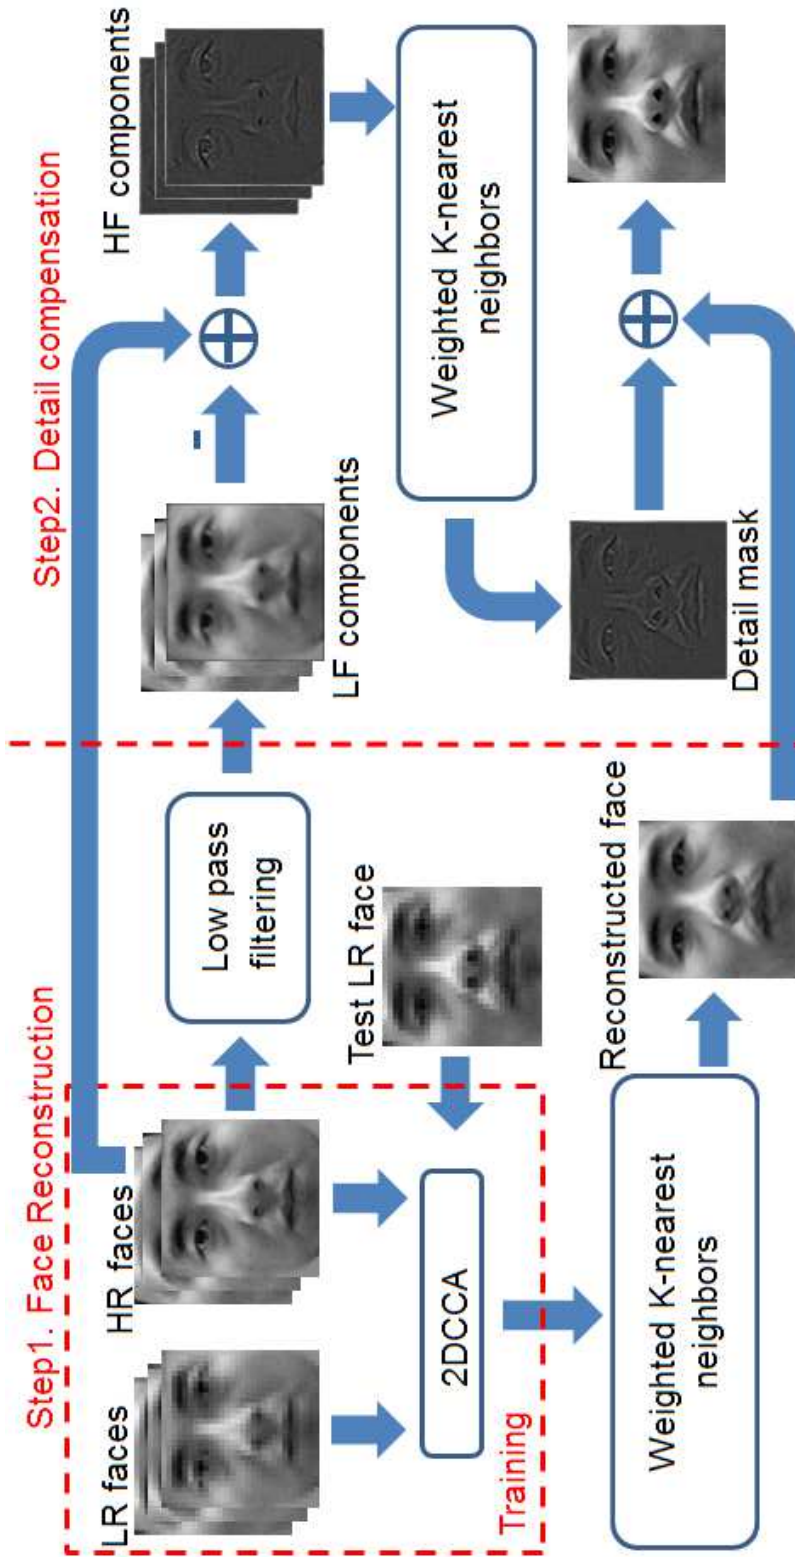 Step1. Face Reconstruction
Step2. Detail compensation
LR faces
HR faces
Low pass
filtering
LF components
-
HF components
2DCCA
Test LR face
Training
Weighted K-nearest
neighbors
Weighted K-nearest
neighbors
Reconstructed face
Detail mask